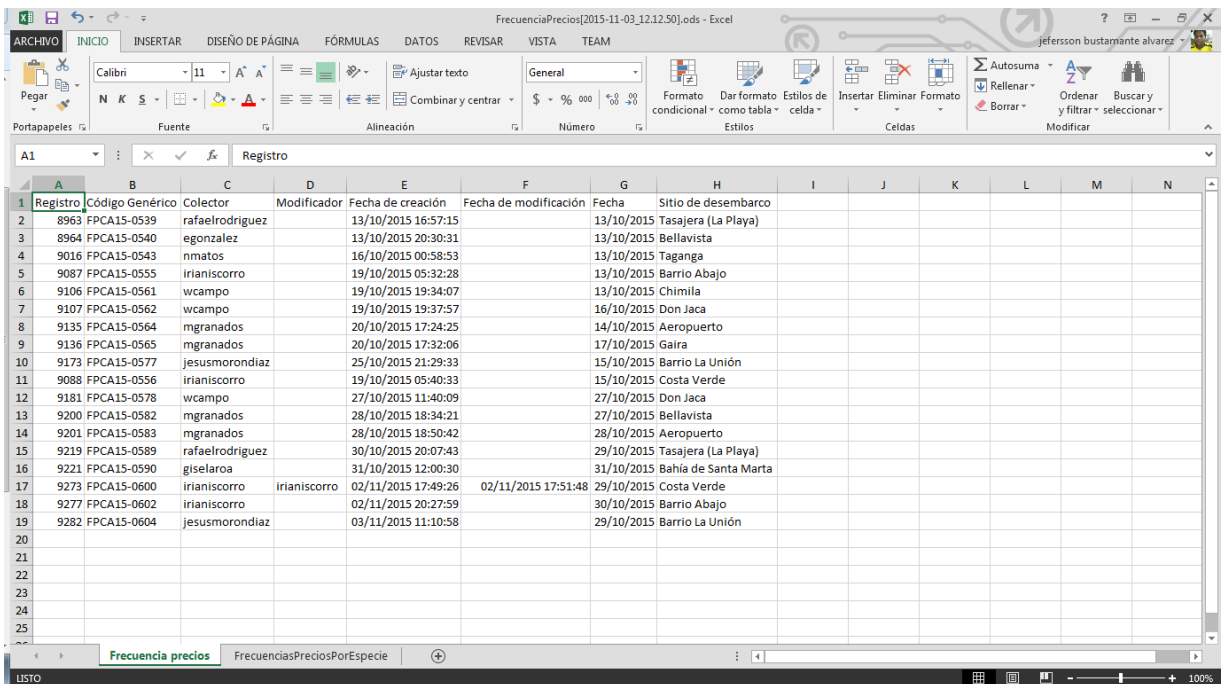 FrecuenciaPrecios[2015-11-03_12.12.50].ods - Excel
ARCHIVO INICIO INSERTAR DISEÑO DE PÁGINA FÓRMULAS DATOS REVISAR VISTA TEAM jefersson bustamante alvarez
Pegar
Portapapeles
Calibri 11
N K S
Fuente
Ajustar texto
Combinar y centrar
Alineación
General
$ % 000
Número
Formato condicional
Dar formato como tabla
Estilos de celda
Estilos
Insertar Eliminar Formato
Celdas
Autosuma
Rellenar
Borrar
Ordenar y filtrar
Buscar y seleccionar
Modificar
A1 fx Registro
A B C D E F G H I J K L M N
1 Registro Código Genérico Colector Modificador Fecha de creación Fecha de modificación Fecha Sitio de desembarco
2 8963 FPCA15-0539 rafaelrodriguez 13/10/2015 16:57:15 13/10/2015 Tasajera (La Playa)
3 8964 FPCA15-0540 egonzalez 13/10/2015 20:30:31 13/10/2015 Bellavista
4 9016 FPCA15-0543 nmatos 16/10/2015 00:58:53 13/10/2015 Taganga
5 9087 FPCA15-0555 irianiscorro 19/10/2015 05:32:28 13/10/2015 Barrio Abajo
6 9106 FPCA15-0561 wcampo 19/10/2015 19:34:07 13/10/2015 Chimila
7 9107 FPCA15-0562 wcampo 19/10/2015 19:37:57 16/10/2015 Don Jaca
8 9135 FPCA15-0564 mgranados 20/10/2015 17:24:25 14/10/2015 Aeropuerto
9 9136 FPCA15-0565 mgranados 20/10/2015 17:32:06 17/10/2015 Gaira
10 9173 FPCA15-0577 jesusmorondiaz 25/10/2015 21:29:33 15/10/2015 Barrio La Unión
11 9088 FPCA15-0556 irianiscorro 19/10/2015 05:40:33 15/10/2015 Costa Verde
12 9181 FPCA15-0578 wcampo 27/10/2015 11:40:09 27/10/2015 Don Jaca
13 9200 FPCA15-0582 mgranados 28/10/2015 18:34:21 27/10/2015 Bellavista
14 9201 FPCA15-0583 mgranados 28/10/2015 18:50:42 28/10/2015 Aeropuerto
15 9219 FPCA15-0589 rafaelrodriguez 30/10/2015 20:07:43 29/10/2015 Tasajera (La Playa)
16 9221 FPCA15-0590 giselaroa 31/10/2015 12:00:30 31/10/2015 Bahía de Santa Marta
17 9273 FPCA15-0600 irianiscorro irianiscorro 02/11/2015 17:49:26 02/11/2015 17:51:48 29/10/2015 Costa Verde
18 9277 FPCA15-0602 irianiscorro 02/11/2015 20:27:59 30/10/2015 Barrio Abajo
19 9282 FPCA15-0604 jesusmorondiaz 03/11/2015 11:10:58 29/10/2015 Barrio La Unión
20
21
22
23
24
25
Frecuencia precios FrecuenciasPreciosPorEspecie
LISTO 100%